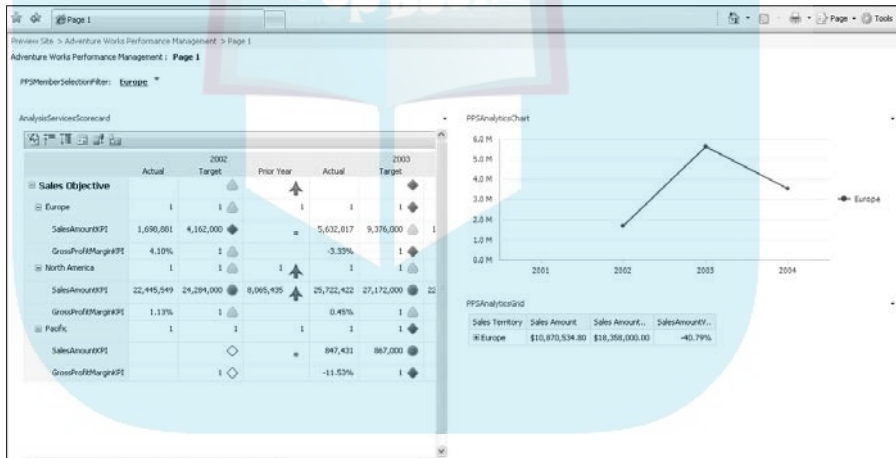 Page 1
Page
Tools
Preview Site > Adventure Works Performance Management > Page 1
Adventure Works Performance Management : Page 1
PPSMemberSelectionFilter: Europe
AnalysisServicesScorecard
2002 2003
Actual Target Prior Year Actual Target
Sales Objective
Europe 1 1 1 1 1
SalesAmountKPI 1,698,881 4,162,000 5,632,817 9,376,000 1
GrossProfitMarginKPI 4.10% 1 -3.33% 1
North America 1 1 1 1 1
SalesAmountKPI 22,445,549 24,284,000 8,065,435 25,722,422 27,172,000 22
GrossProfitMarginKPI 1.13% 1 0.45% 1
Pacific 1 1 1 1 1
SalesAmountKPI 847,431 867,000
GrossProfitMarginKPI 1 -11.53% 1
PPSAnalyticsChart
6.0 M
5.0 M
4.0 M
3.0 M
2.0 M
1.0 M
0.0 M
2001 2002 2003 2004
Europe
PPSAnalyticsGrid
Sales Territory Sales Amount Sales Amount... SalesAmountV...
Europe $10,870,534.80 $18,358,000.00 -40.79%